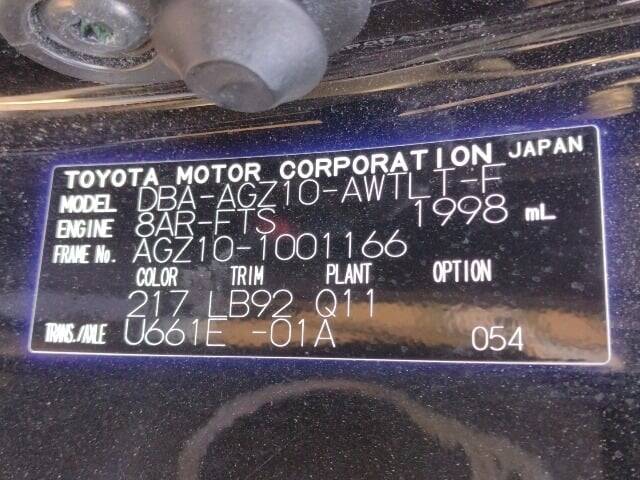 TOYOTA MOTOR CORPORATION JAPAN
MODEL DBA-AGZ10-AWTLT-F
ENGINE 8AR-FTS 1998 mL
FRAME No. AGZ10-1001166
COLOR TRIM PLANT OPTION
217 LB92 Q11
TRANS./AXLE U661E -01A 054